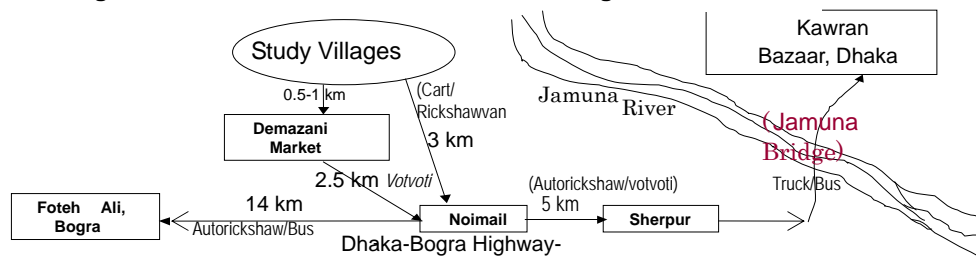 Kawran
Bazaar, Dhaka
Study Villages
(Cart/
Rickshawvan
0.5-1 km
Jamuna
River
Demazani
Market
3 km
(Jamuna
Bridge)
2.5 km Votvoti
(Autorickshaw/votvoti)
Truck/Bus
Foteh Ali,
Bogra
14 km
5 km
Noimail
Sherpur
Autorickshaw/Bus
Dhaka-Bogra Highway-